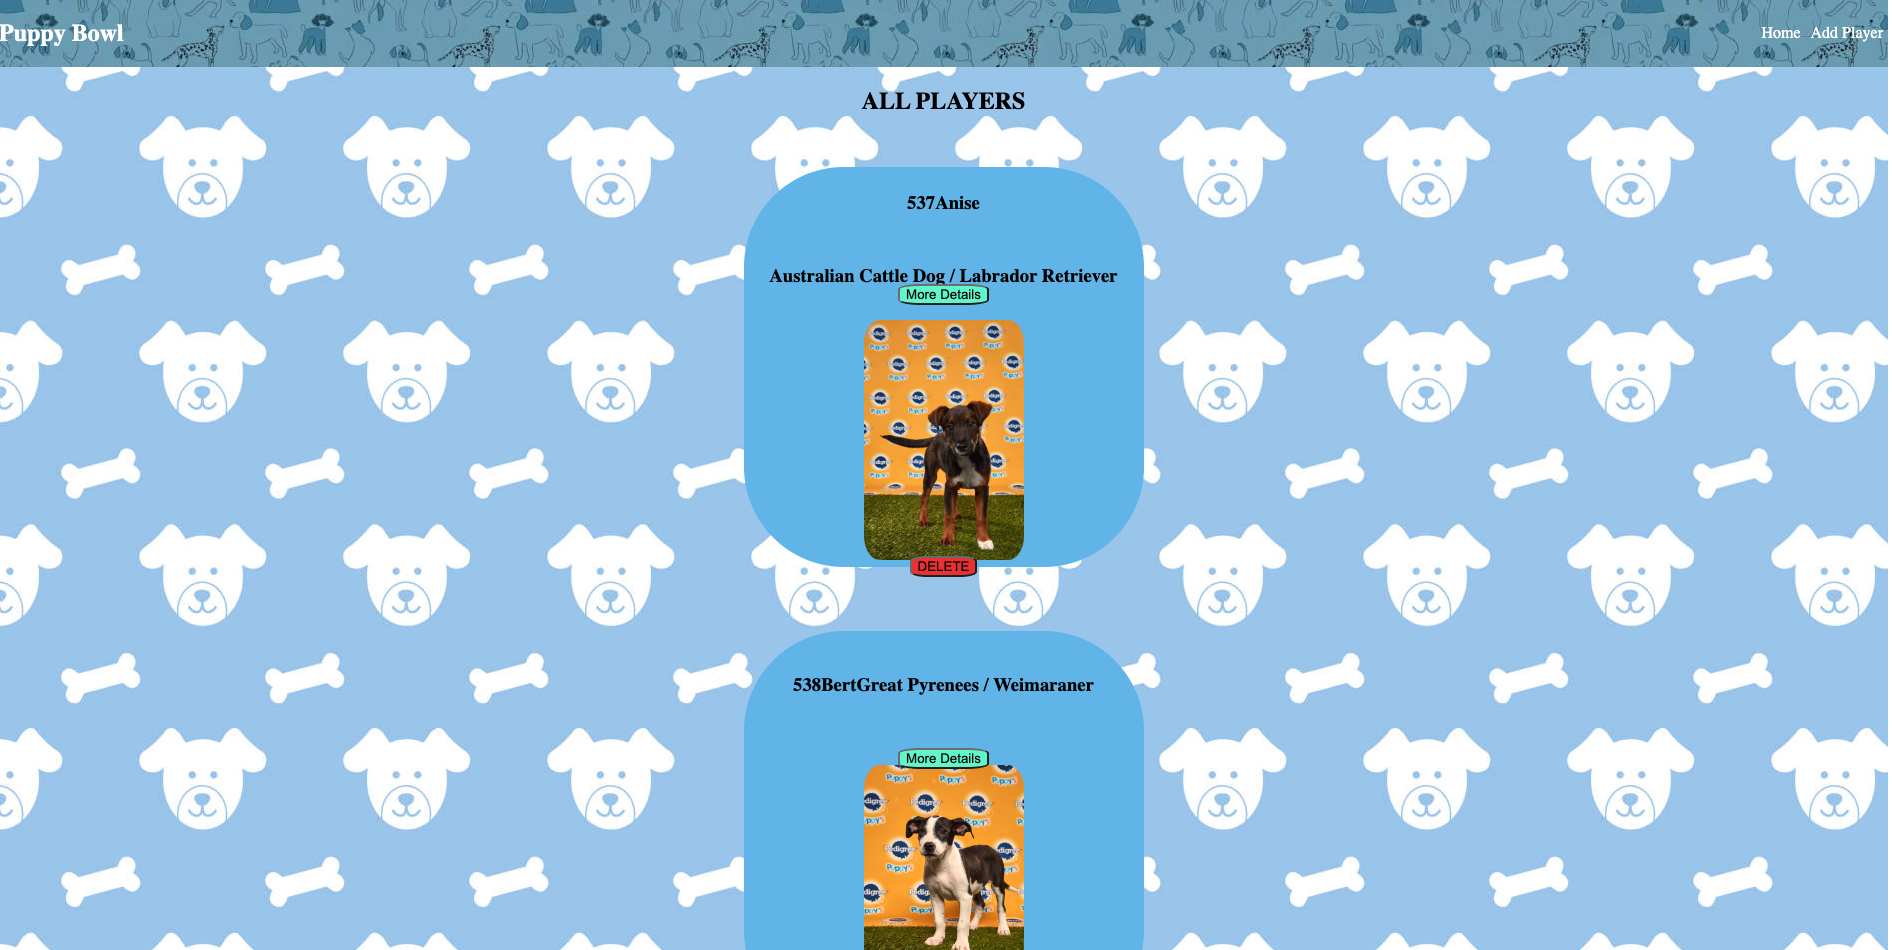 Puppy Bowl
Home Add Player
ALL PLAYERS
537Anise
Australian Cattle Dog / Labrador Retriever
More Details
DELETE
538BertGreat Pyrenees / Weimaraner
More Details
Pedigree